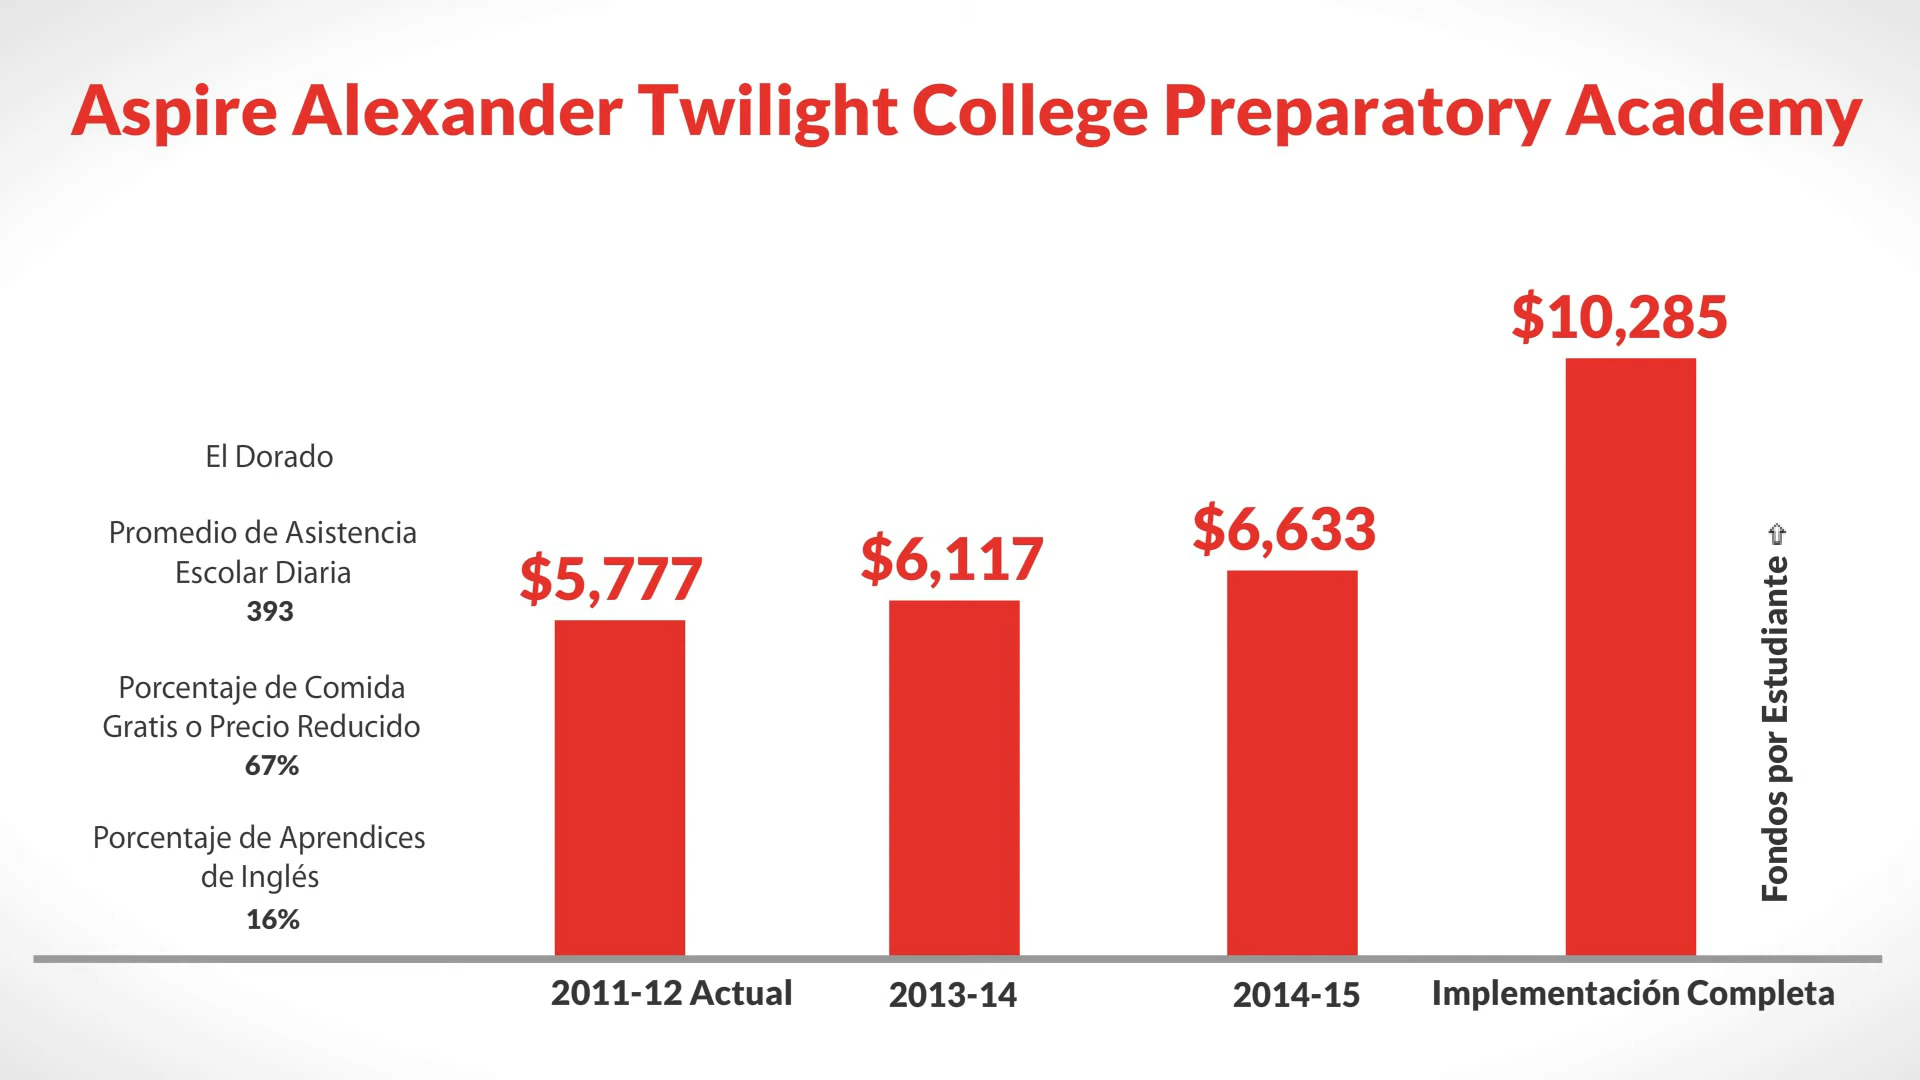 Aspire Alexander Twilight College Preparatory Academy
El Dorado
Promedio de Asistencia
Escolar Diaria
393
Porcentaje de Comida
Gratis o Precio Reducido
67%
Porcentaje de Aprendices
de Inglés
16%
$5,777
$6,117
$6,633
$10,285
Fondos por Estudiante ⇧
2011-12 Actual
2013-14
2014-15
Implementación Completa